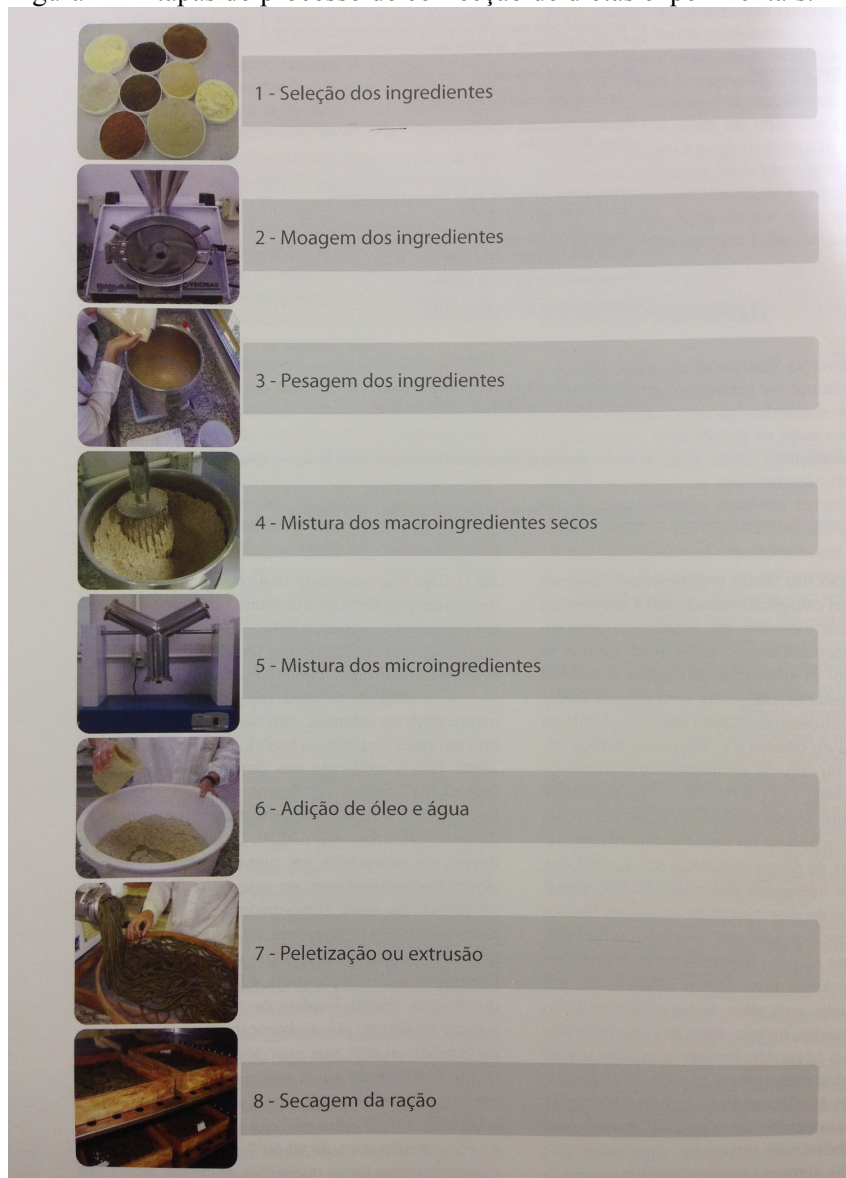 1 - Seleção dos ingredientes
2 - Moagem dos ingredientes
3 - Pesagem dos ingredientes
4 - Mistura dos macroingredientes secos
5 - Mistura dos microingredientes
6 - Adição de óleo e água
7 - Peletização ou extrusão
8 - Secagem da ração